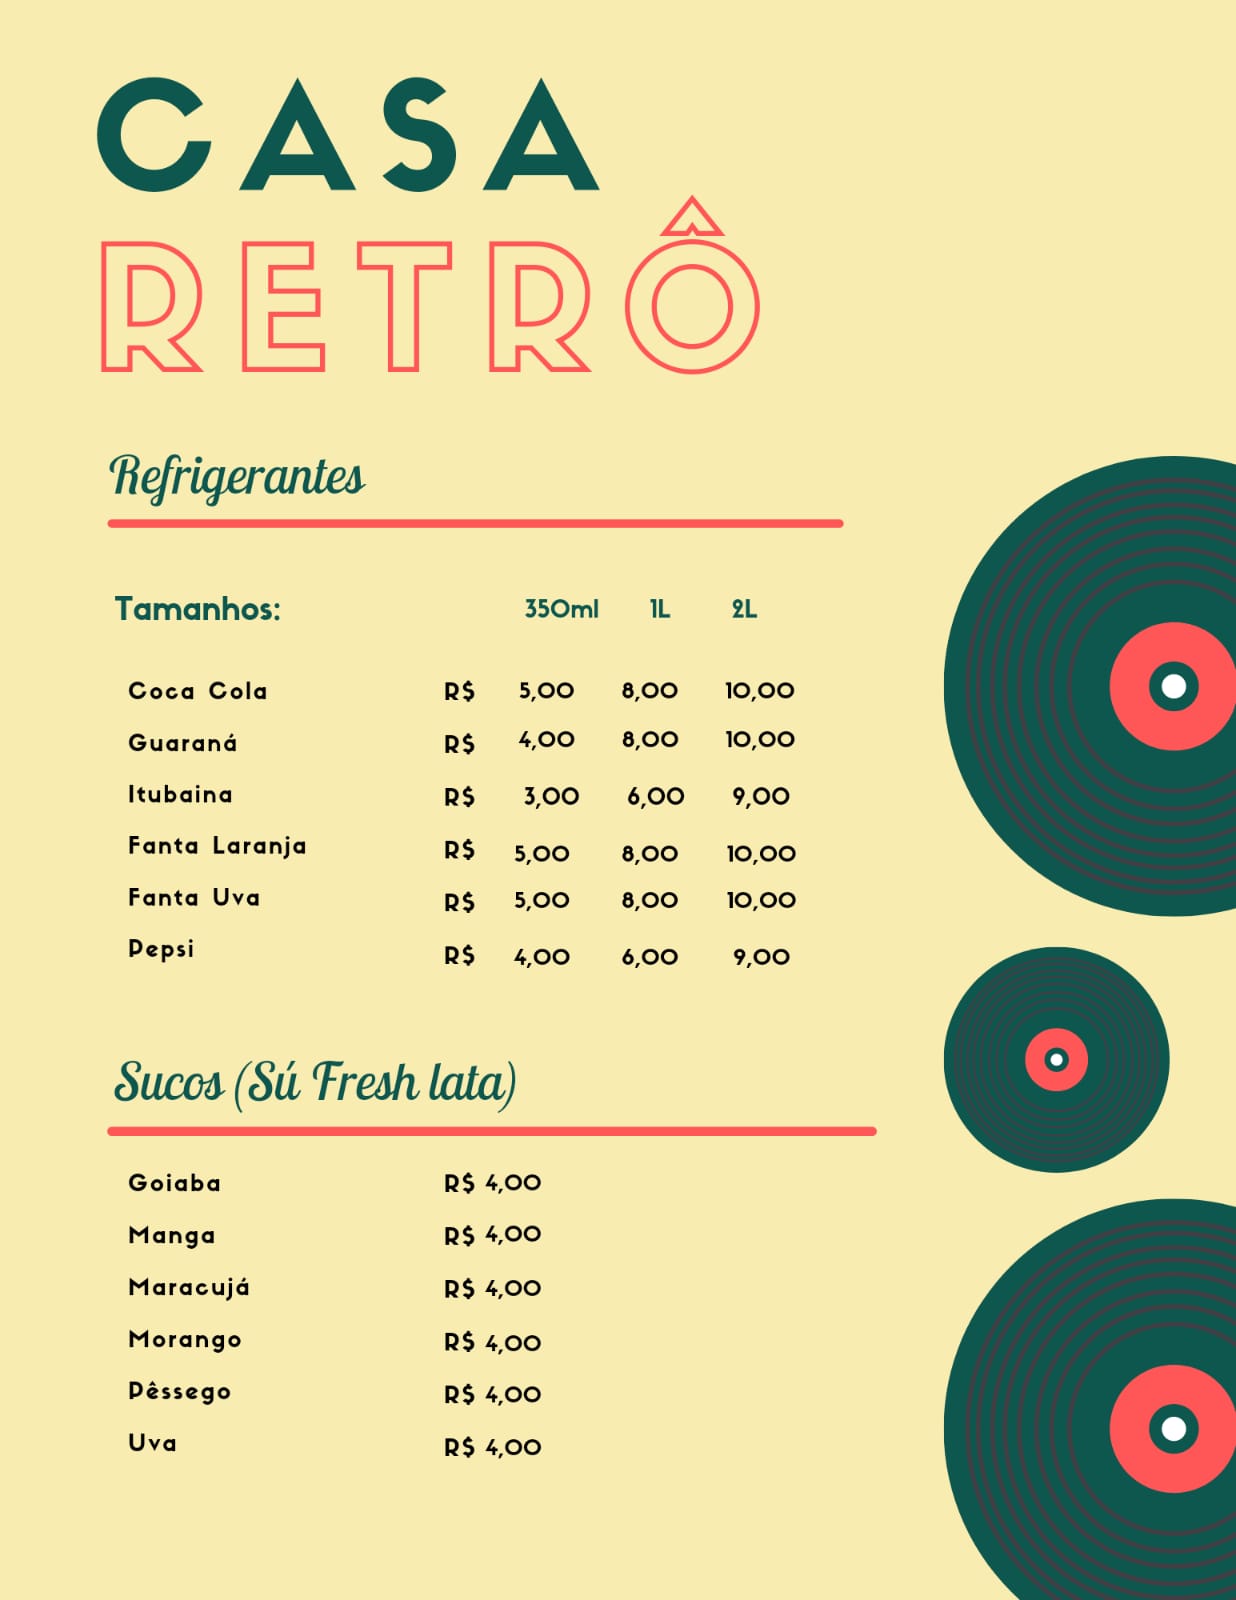 CASA
RETRÔ
Refrigerantes
Tamanhos: 350ml 1L 2L
Coca Cola R$ 5,00 8,00 10,00
Guaraná R$ 4,00 8,00 10,00
Itubaina R$ 3,00 6,00 9,00
Fanta Laranja R$ 5,00 8,00 10,00
Fanta Uva R$ 5,00 8,00 10,00
Pepsi R$ 4,00 6,00 9,00
Sucos (Sú Fresh lata)
Goiaba R$ 4,00
Manga R$ 4,00
Maracujá R$ 4,00
Morango R$ 4,00
Pêssego R$ 4,00
Uva R$ 4,00